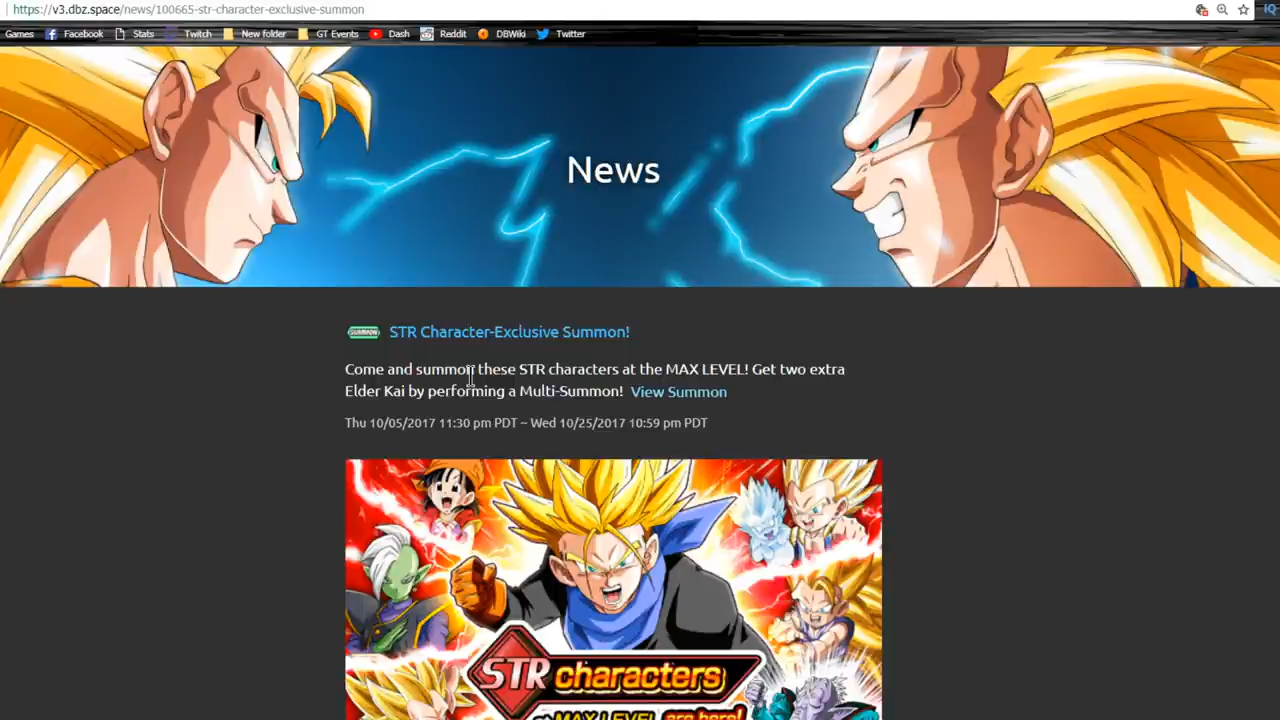 https://v3.dbz.space/news/100665-str-character-exclusive-summon
Games Facebook Stats Twitch New folder GT Events Dash Reddit DBWiki Twitter
News
SUMMON STR Character-Exclusive Summon!
Come and summon these STR characters at the MAX LEVEL! Get two extra
Elder Kai by performing a Multi-Summon! View Summon
Thu 10/05/2017 11:30 pm PDT ~ Wed 10/25/2017 10:59 pm PDT
STR characters
at MAX LEVEL are here!